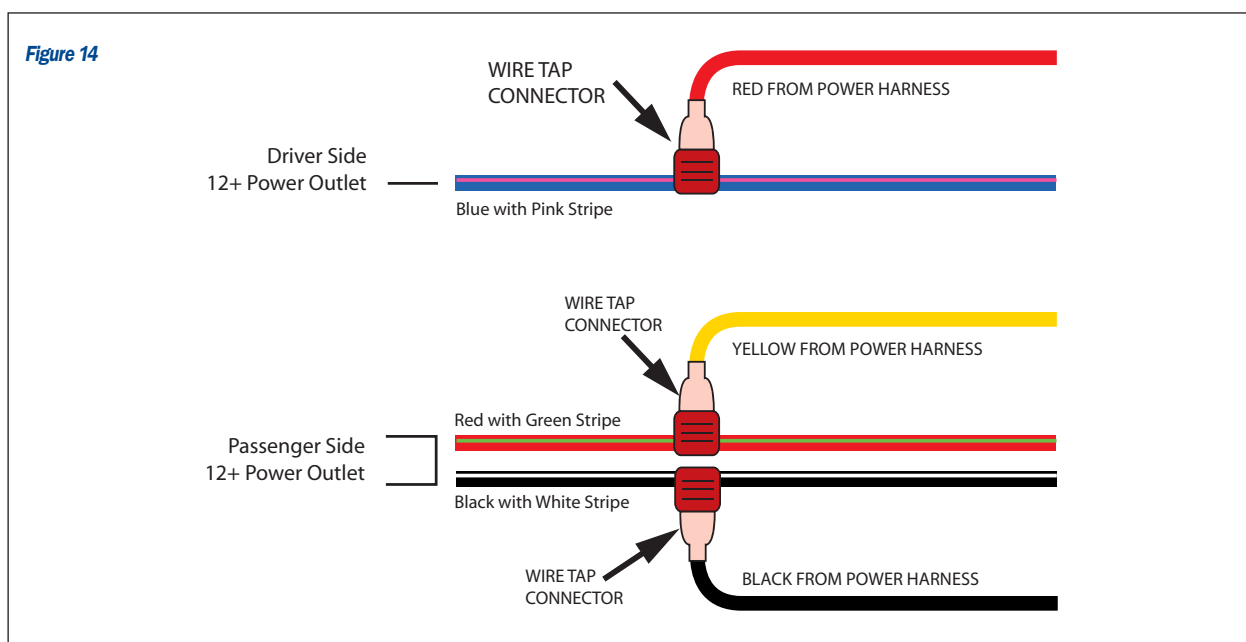 Figure 14
WIRE TAP
CONNECTOR
RED FROM POWER HARNESS
Driver Side
12+ Power Outlet
Blue with Pink Stripe
WIRE TAP
CONNECTOR
YELLOW FROM POWER HARNESS
Red with Green Stripe
Passenger Side
12+ Power Outlet
Black with White Stripe
WIRE TAP
CONNECTOR
BLACK FROM POWER HARNESS